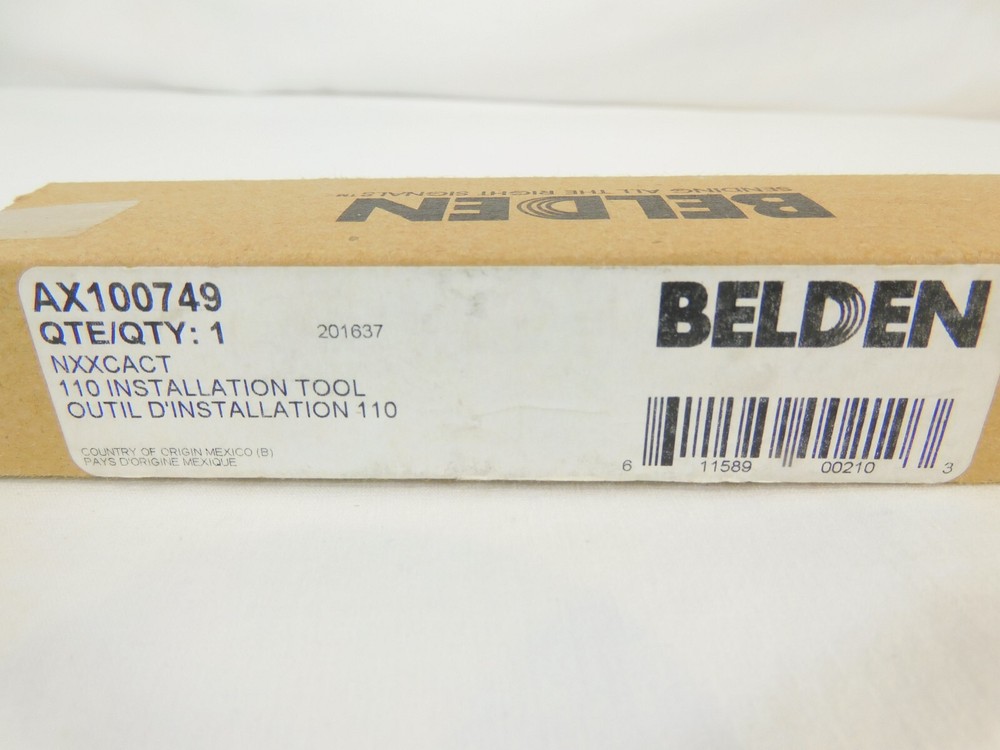 BELDEN
SENDING ALL THE RIGHT SIGNALS™
AX100749
QTE/QTY: 1
201637
NXXCACT
110 INSTALLATION TOOL
OUTIL D'INSTALLATION 110
COUNTRY OF ORIGIN MEXICO (B)
PAYS D'ORIGINE MEXIQUE
BELDEN
6 11589 00210 3